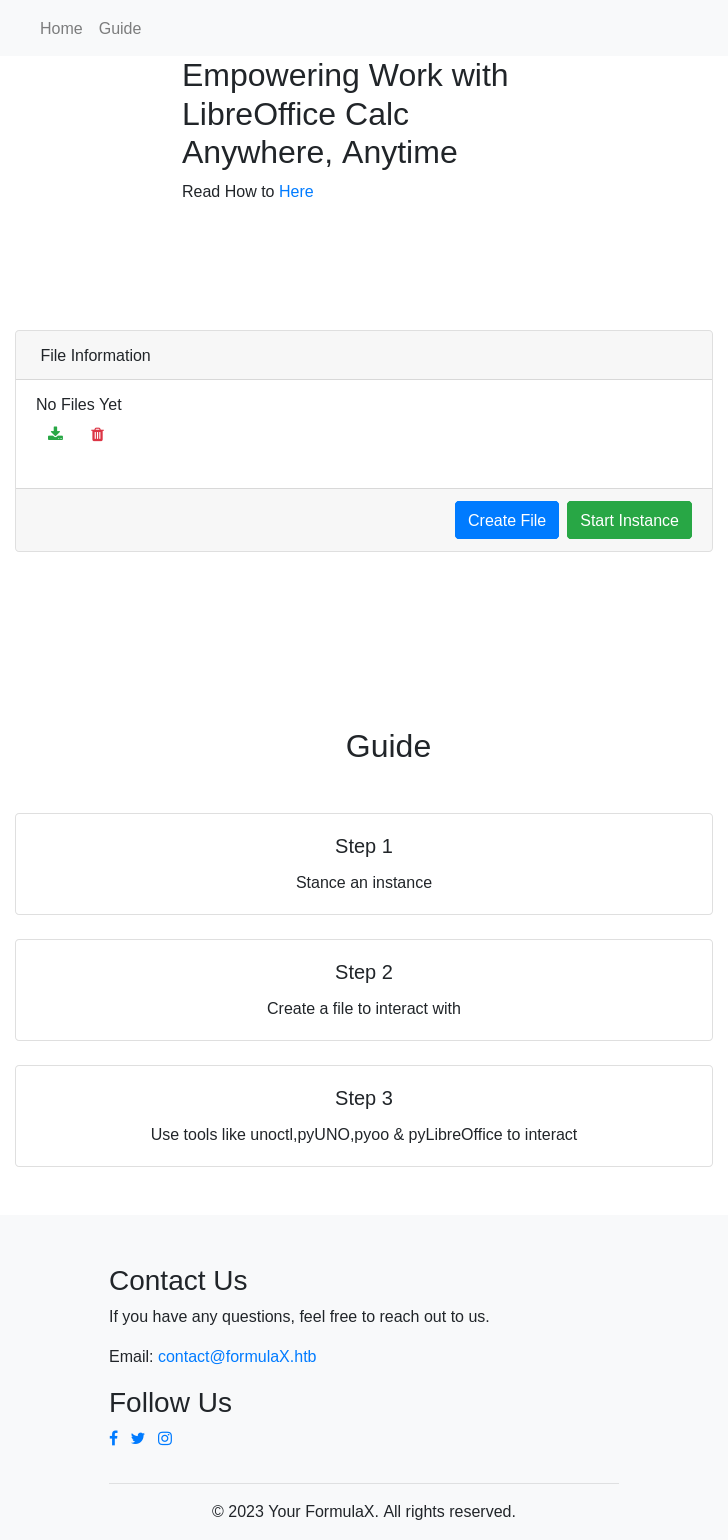 Home Guide
Empowering Work with
LibreOffice Calc
Anywhere, Anytime
Read How to Here
File Information
No Files Yet
Create File Start Instance
Guide
Step 1
Stance an instance
Step 2
Create a file to interact with
Step 3
Use tools like unoctl,pyUNO,pyoo & pyLibreOffice to interact
Contact Us
If you have any questions, feel free to reach out to us.
Email: contact@formulaX.htb
Follow Us
© 2023 Your FormulaX. All rights reserved.